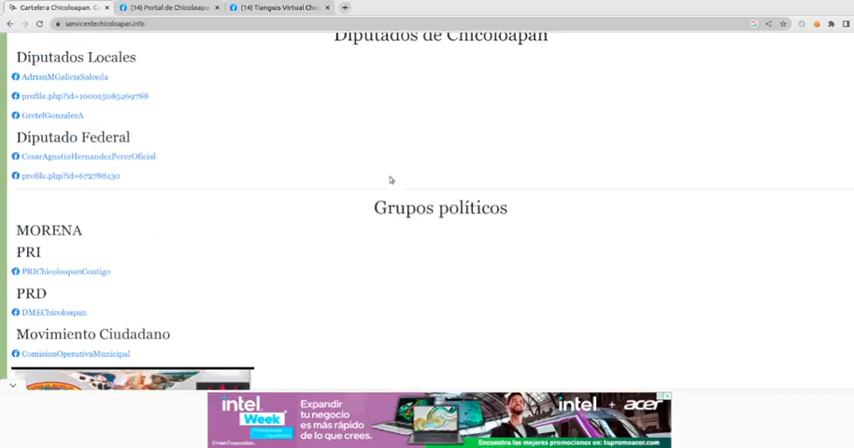 Cartelera Chicoloapan. C
(14) Portal de Chicoloapa
(14) Tianguis Virtual Chic
sanvicentechicoloapan.info
Diputados de Chicoloapan
Diputados Locales
AdrianMGaliciaSalceda
profile.php?id=100015085269788
GretelGonzalezA
Diputado Federal
CesarAgustinHernandezPerezOficial
profile.php?id=672788130
Grupos políticos
MORENA
PRI
PRIChicoloapanContigo
PRD
DMEChicoloapan
Movimiento Ciudadano
ComisionOperativaMunicipal
intel
Week
Expandir
tu negocio
es más rápido
de lo que crees.
intel + acer
©Intel Corporation.
Encuentra las mejores promociones en: tupromoacer.com